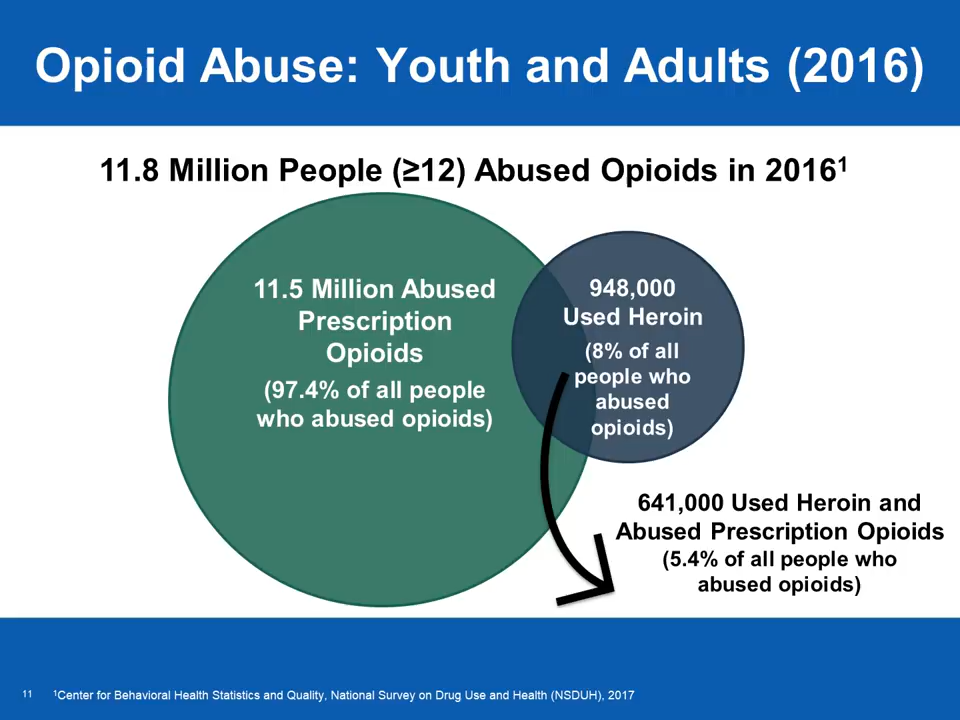 Opioid Abuse: Youth and Adults (2016)
11.8 Million People (≥12) Abused Opioids in 2016¹
11.5 Million Abused
Prescription
Opioids
(97.4% of all people
who abused opioids)
948,000
Used Heroin
(8% of all
people who
abused
opioids)
641,000 Used Heroin and
Abused Prescription Opioids
(5.4% of all people who
abused opioids)
11
¹Center for Behavioral Health Statistics and Quality, National Survey on Drug Use and Health (NSDUH), 2017